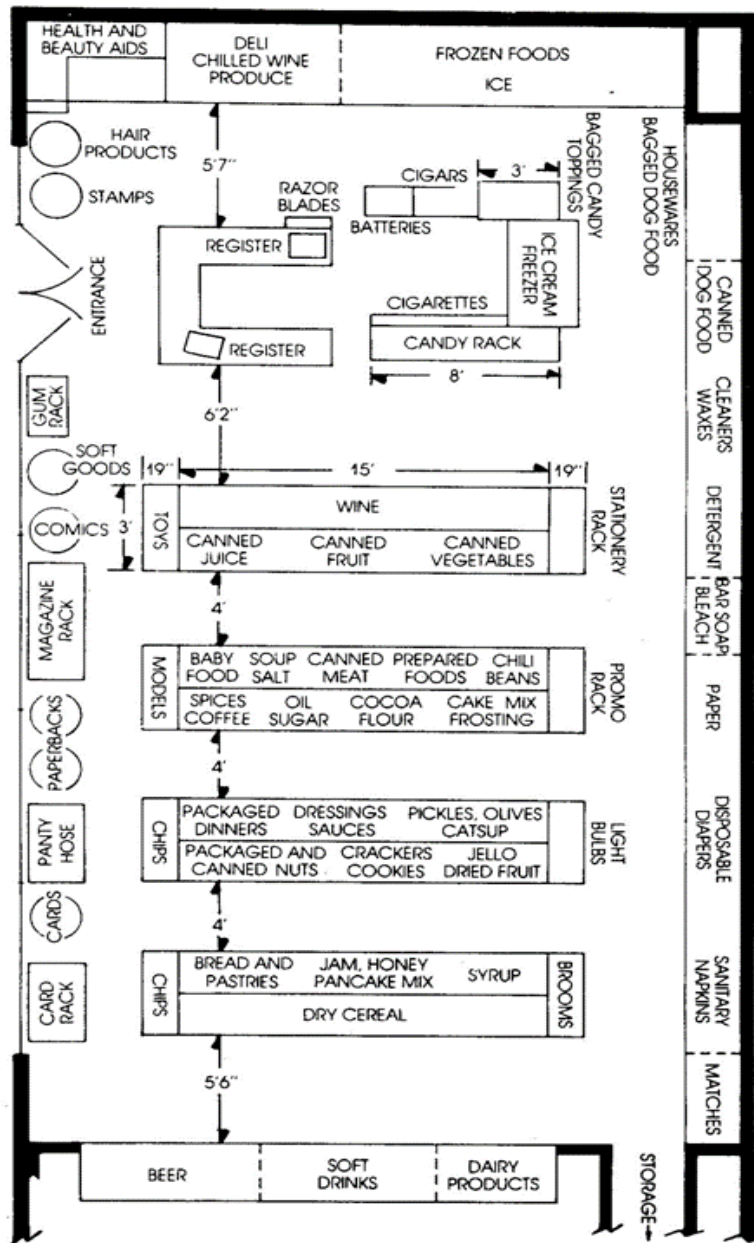 HEALTH AND
BEAUTY AIDS
DELI
CHILLED WINE
PRODUCE
FROZEN FOODS
ICE
HAIR
PRODUCTS
STAMPS
5'7"
RAZOR
BLADES
CIGARS
BATTERIES
3'
BAGGED CANDY
TOPPINGS
HOUSEWARES
BAGGED DOG FOOD
REGISTER
ICE CREAM
FREEZER
ENTRANCE
CIGARETTES
CANDY RACK
REGISTER
8'
CANNED
DOG FOOD
CLEANERS
WAXES
GUM
RACK
6'2"
SOFT
GOODS
19"
15'
19"
COMICS
3'
TOYS
WINE
CANNED
JUICE
CANNED
FRUIT
CANNED
VEGETABLES
STATIONERY
RACK
DETERGENT
BAR SOAP
BLEACH
MAGAZINE
RACK
4'
MODELS
BABY
FOOD
SOUP
SALT
CANNED
MEAT
PREPARED
FOODS
CHILI
BEANS
SPICES
COFFEE
OIL
SUGAR
COCOA
FLOUR
CAKE MIX
FROSTING
PROMO
RACK
PAPER
PAPERBACKS
4'
PANTY
HOSE
CHIPS
PACKAGED
DINNERS
DRESSINGS
SAUCES
PICKLES, OLIVES
CATSUP
PACKAGED AND
CANNED NUTS
CRACKERS
COOKIES
JELLO
DRIED FRUIT
LIGHT
BULBS
DISPOSABLE
DIAPERS
CARDS
4'
CARD
RACK
CHIPS
BREAD AND
PASTRIES
JAM, HONEY
PANCAKE MIX
SYRUP
DRY CEREAL
BROOMS
SANITARY
NAPKINS
5'6"
MATCHES
BEER
SOFT
DRINKS
DAIRY
PRODUCTS
STORAGE